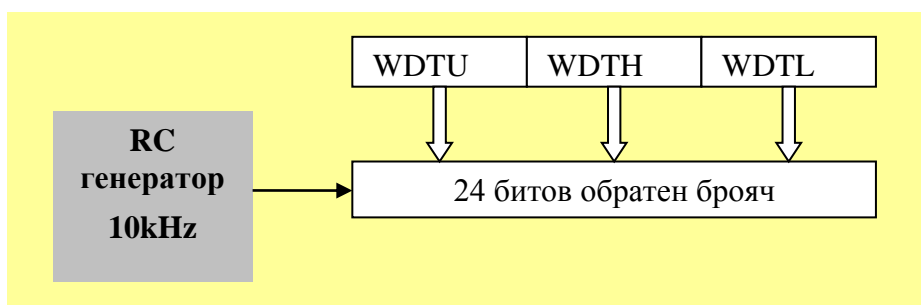 WDTU WDTH WDTL
RC
генератор
10kHz
24 битов обратен брояч